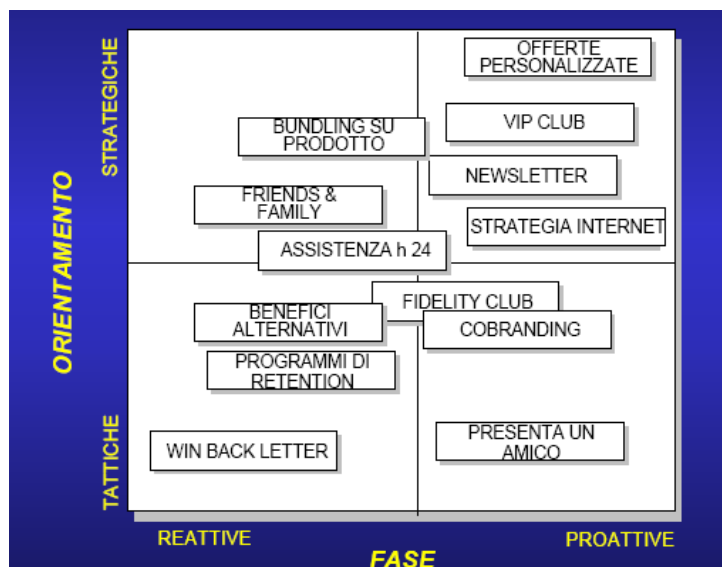 STRATEGICHE
OFFERTE
PERSONALIZZATE
VIP CLUB
BUNDLING SU
PRODOTTO
NEWSLETTER
FRIENDS &
FAMILY
STRATEGIA INTERNET
ASSISTENZA h 24
ORIENTAMENTO
FIDELITY CLUB
BENEFICI
ALTERNATIVI
COBRANDING
PROGRAMMI DI
RETENTION
TATTICHE
WIN BACK LETTER
PRESENTA UN
AMICO
REATTIVE
PROATTIVE
FASE